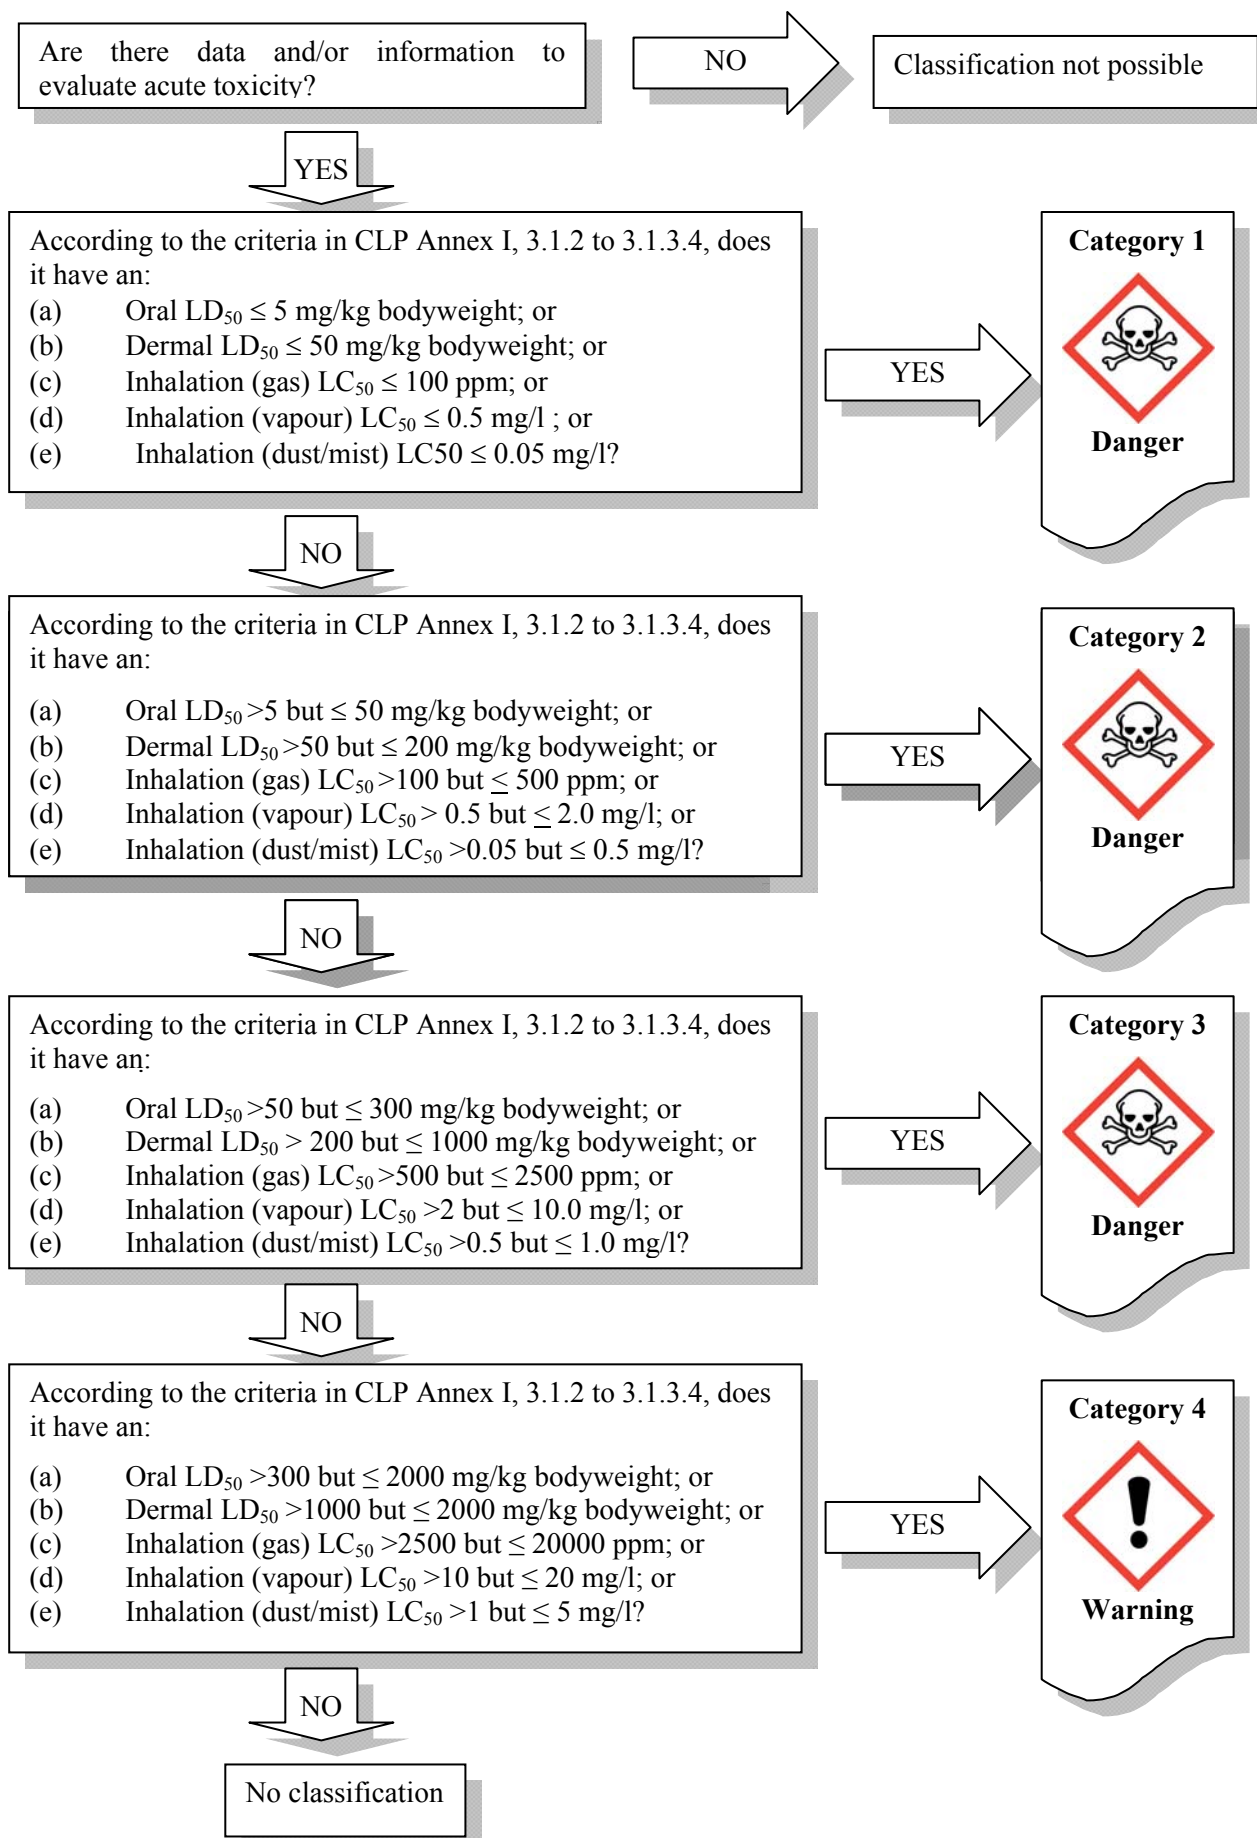 Are there data and/or information to
evaluate acute toxicity?
NO
Classification not possible
YES
According to the criteria in CLP Annex I, 3.1.2 to 3.1.3.4, does
it have an:
(a) Oral LD₅₀ ≤ 5 mg/kg bodyweight; or
(b) Dermal LD₅₀ ≤ 50 mg/kg bodyweight; or
(c) Inhalation (gas) LC₅₀ ≤ 100 ppm; or
(d) Inhalation (vapour) LC₅₀ ≤ 0.5 mg/l ; or
(e) Inhalation (dust/mist) LC50 ≤ 0.05 mg/l?
YES
Category 1
Danger
NO
According to the criteria in CLP Annex I, 3.1.2 to 3.1.3.4, does
it have an:
(a) Oral LD₅₀ >5 but ≤ 50 mg/kg bodyweight; or
(b) Dermal LD₅₀ >50 but ≤ 200 mg/kg bodyweight; or
(c) Inhalation (gas) LC₅₀ >100 but ≤ 500 ppm; or
(d) Inhalation (vapour) LC₅₀ > 0.5 but ≤ 2.0 mg/l; or
(e) Inhalation (dust/mist) LC₅₀ >0.05 but ≤ 0.5 mg/l?
YES
Category 2
Danger
NO
According to the criteria in CLP Annex I, 3.1.2 to 3.1.3.4, does
it have an:
(a) Oral LD₅₀ >50 but ≤ 300 mg/kg bodyweight; or
(b) Dermal LD₅₀ > 200 but ≤ 1000 mg/kg bodyweight; or
(c) Inhalation (gas) LC₅₀ >500 but ≤ 2500 ppm; or
(d) Inhalation (vapour) LC₅₀ >2 but ≤ 10.0 mg/l; or
(e) Inhalation (dust/mist) LC₅₀ >0.5 but ≤ 1.0 mg/l?
YES
Category 3
Danger
NO
According to the criteria in CLP Annex I, 3.1.2 to 3.1.3.4, does
it have an:
(a) Oral LD₅₀ >300 but ≤ 2000 mg/kg bodyweight; or
(b) Dermal LD₅₀ >1000 but ≤ 2000 mg/kg bodyweight; or
(c) Inhalation (gas) LC₅₀ >2500 but ≤ 20000 ppm; or
(d) Inhalation (vapour) LC₅₀ >10 but ≤ 20 mg/l; or
(e) Inhalation (dust/mist) LC₅₀ >1 but ≤ 5 mg/l?
YES
Category 4
Warning
NO
No classification